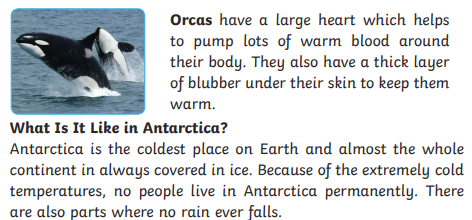 Orcas have a large heart which helps
to pump lots of warm blood around
their body. They also have a thick layer
of blubber under their skin to keep them
warm.
What Is It Like in Antarctica?
Antarctica is the coldest place on Earth and almost the whole
continent in always covered in ice. Because of the extremely cold
temperatures, no people live in Antarctica permanently. There
are also parts where no rain ever falls.